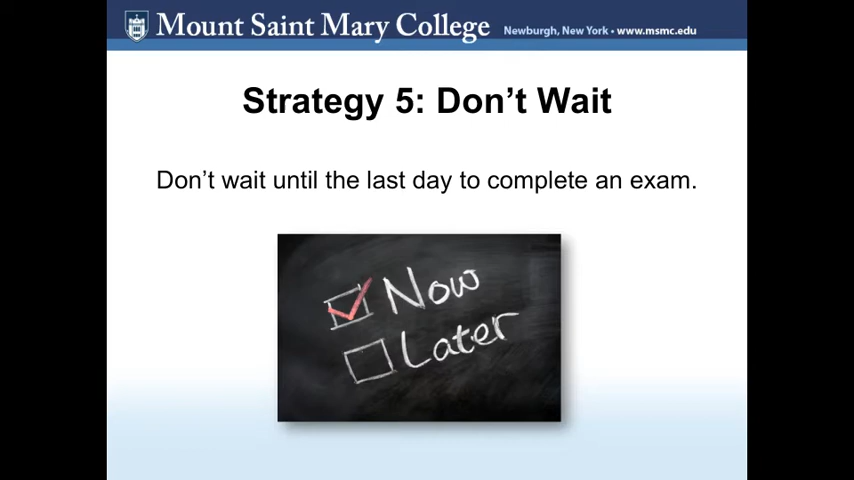 Mount Saint Mary College Newburgh, New York • www.msmc.edu
Strategy 5: Don’t Wait
Don’t wait until the last day to complete an exam.
Now
Later